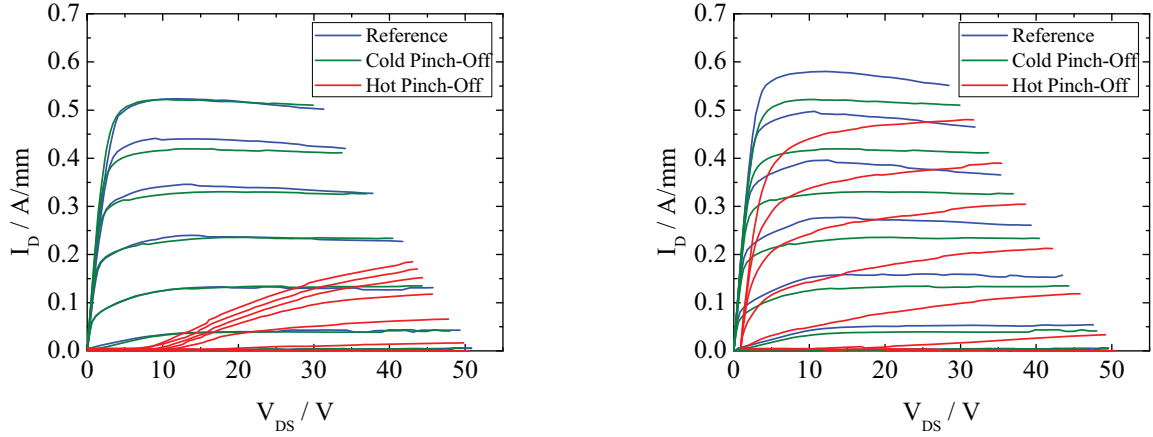 0.7
0.6
0.5
0.4
0.3
0.2
0.1
0.0
I_D / A/mm
Reference
Cold Pinch-Off
Hot Pinch-Off
0 10 20 30 40 50
V_DS / V
0.7
0.6
0.5
0.4
0.3
0.2
0.1
0.0
I_D / A/mm
Reference
Cold Pinch-Off
Hot Pinch-Off
0 10 20 30 40 50
V_DS / V